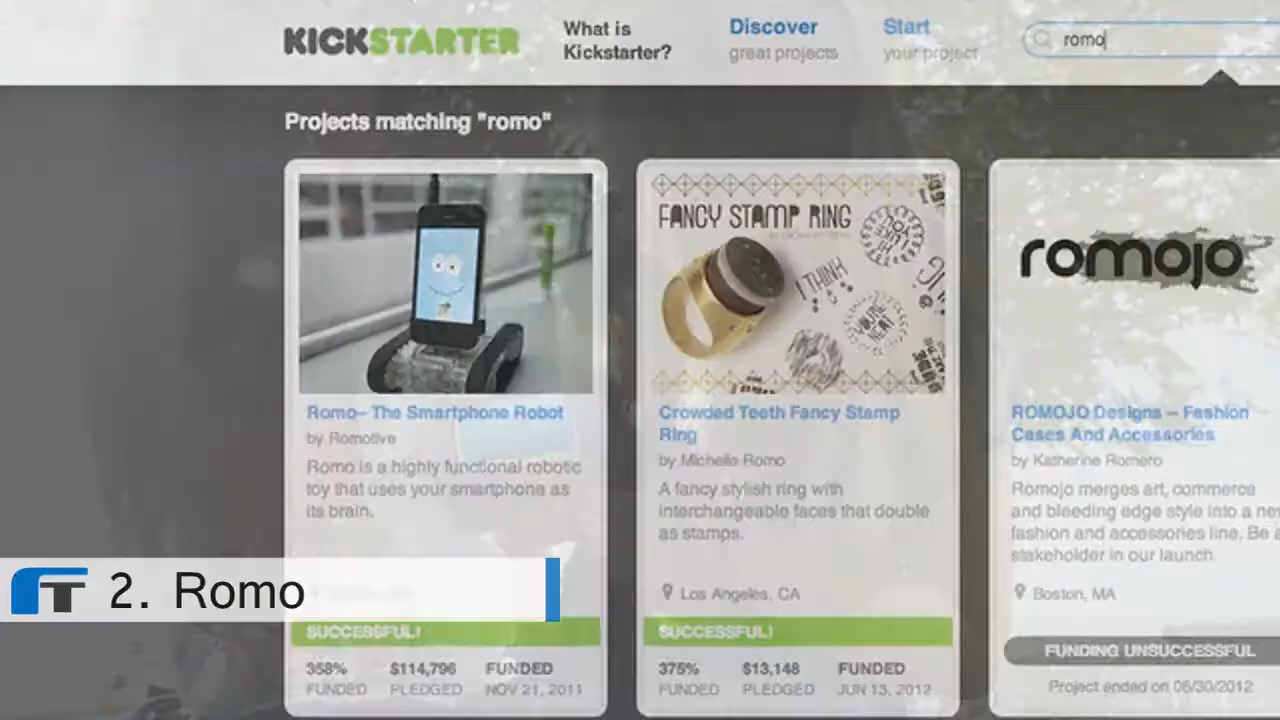 KICKSTARTER
What is
Kickstarter?
Discover
great projects
Start
your project
romo
Projects matching "romo"
Romo– The Smartphone Robot
by Romotive
Romo is a highly functional robotic
toy that uses your smartphone as
its brain.
SUCCESSFUL!
358%
FUNDED
$114,796
PLEDGED
FUNDED
NOV 21, 2011
FANCY STAMP RING
I THINK
YOU'RE
NEAT
Crowded Teeth Fancy Stamp
Ring
by Michelle Romo
A fancy stylish ring with
interchangeable faces that double
as stamps.
Los Angeles, CA
SUCCESSFUL!
375%
FUNDED
$13,148
PLEDGED
FUNDED
JUN 13, 2012
romojo
ROMOJO Designs – Fashion
Cases And Accessories
by Katherine Romero
Romojo merges art, commerce
and bleeding edge style into a new
fashion and accessories line. Be a
stakeholder in our launch.
Boston, MA
FUNDING UNSUCCESSFUL
Project ended on 06/30/2012
FT 2. Romo